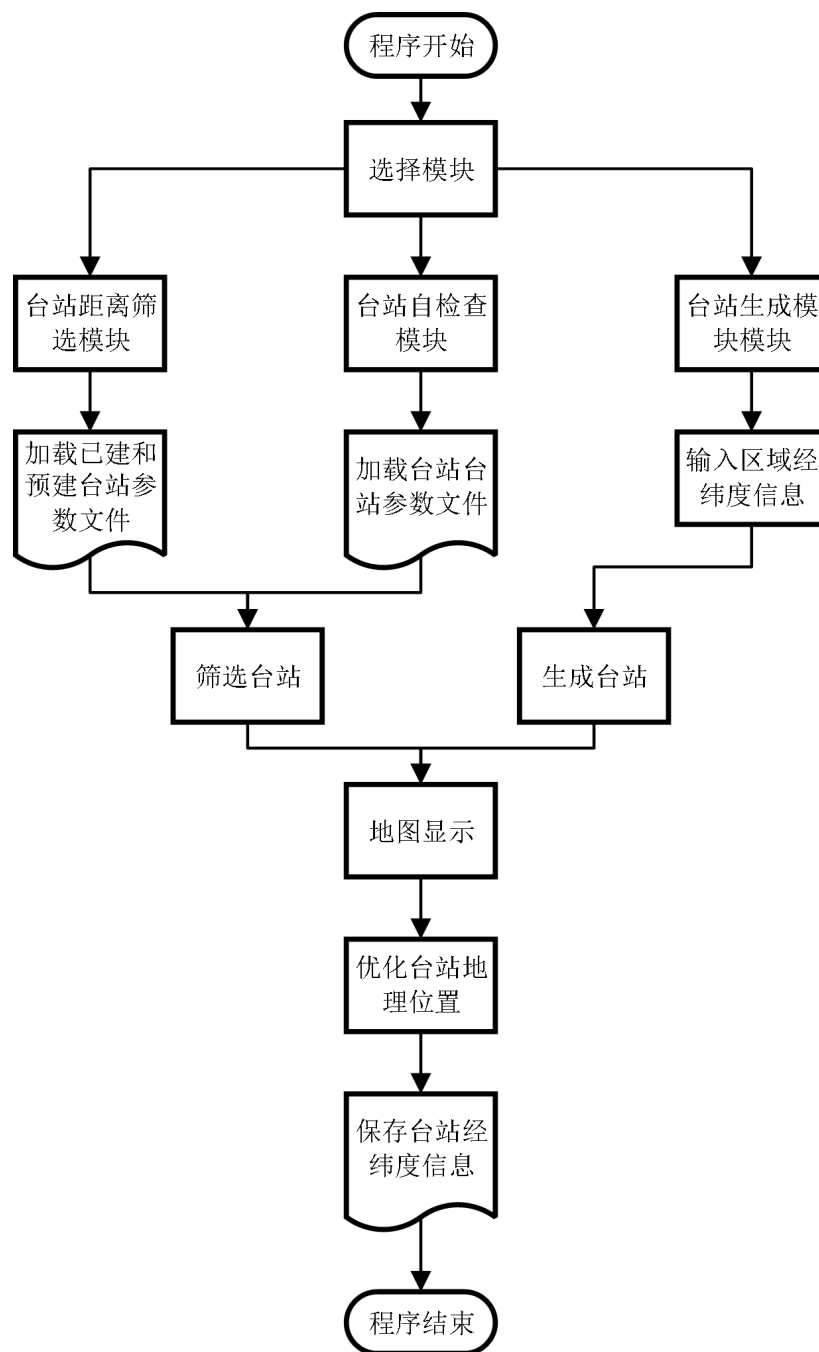 程序开始
选择模块
台站距离筛
选模块
台站自检查
模块
台站生成模
块模块
加载已建和
预建台站参
数文件
加载台站台
站参数文件
输入区域经
纬度信息
筛选台站
生成台站
地图显示
优化台站地
理位置
保存台站经
纬度信息
程序结束